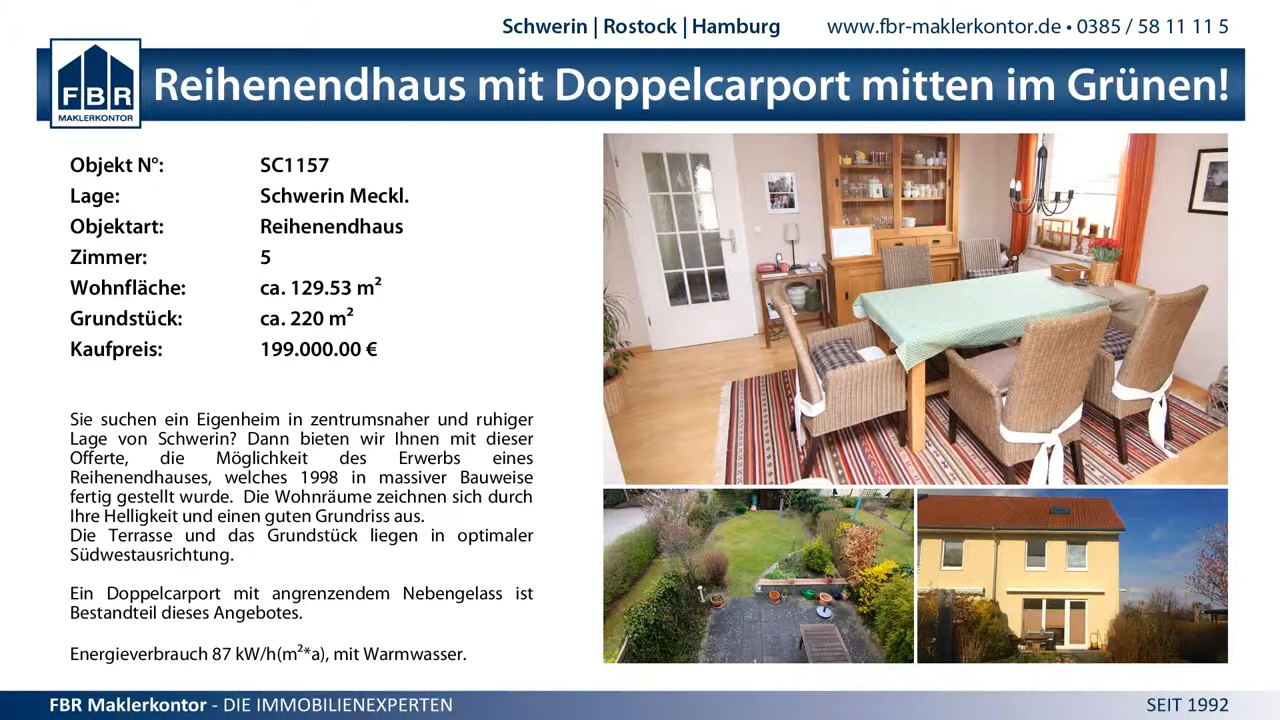 Schwerin | Rostock | Hamburg www.fbr-maklerkontor.de • 0385 / 58 11 11 5
FBR
MAKLERKONTOR
Reihenendhaus mit Doppelcarport mitten im Grünen!
Objekt N°: SC1157
Lage: Schwerin Meckl.
Objektart: Reihenendhaus
Zimmer: 5
Wohnfläche: ca. 129.53 m²
Grundstück: ca. 220 m²
Kaufpreis: 199.000.00 €
Sie suchen ein Eigenheim in zentrumsnaher und ruhiger
Lage von Schwerin? Dann bieten wir Ihnen mit dieser
Offerte, die Möglichkeit des Erwerbs eines
Reihenendhauses, welches 1998 in massiver Bauweise
fertig gestellt wurde. Die Wohnräume zeichnen sich durch
Ihre Helligkeit und einen guten Grundriss aus.
Die Terrasse und das Grundstück liegen in optimaler
Südwestausrichtung.
Ein Doppelcarport mit angrenzendem Nebengelass ist
Bestandteil dieses Angebotes.
Energieverbrauch 87 kW/h(m²*a), mit Warmwasser.
FBR Maklerkontor - DIE IMMOBILIENEXPERTEN SEIT 1992